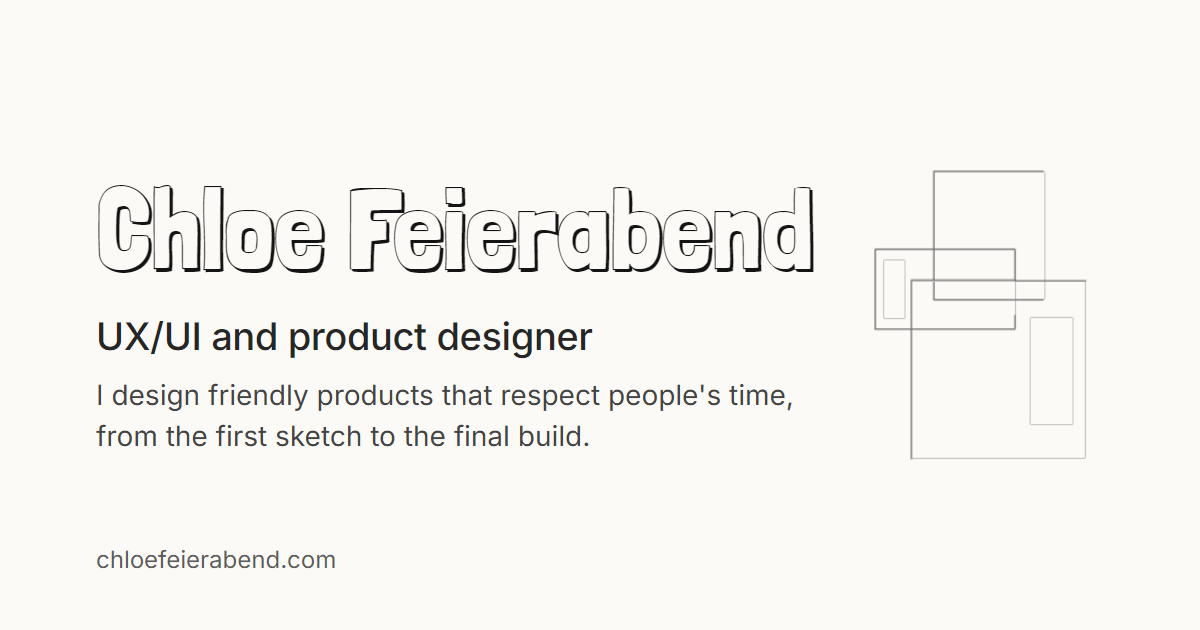 Chloe Feierabend
UX/UI and product designer
I design friendly products that respect people's time,
from the first sketch to the final build.
chloefeierabend.com